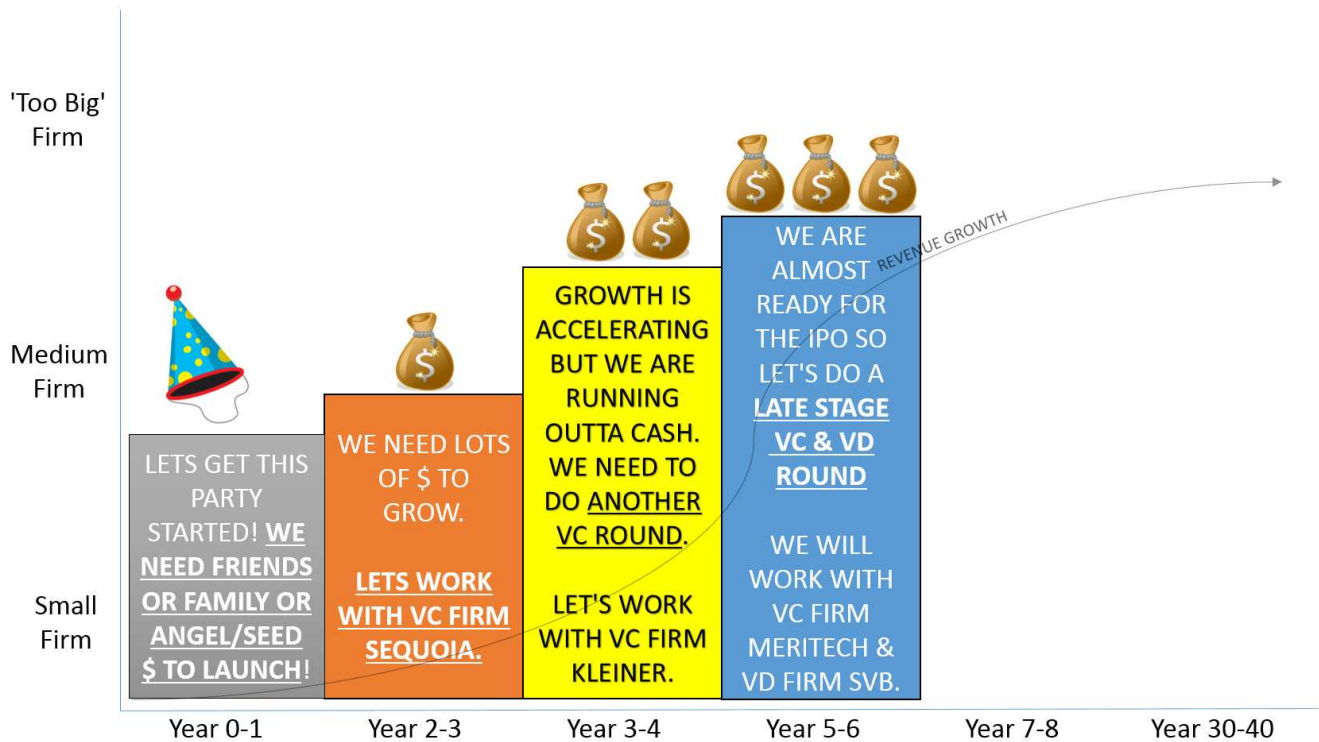 'Too Big'
Firm
Medium
Firm
Small
Firm
LETS GET THIS
PARTY
STARTED! WE
NEED FRIENDS
OR FAMILY OR
ANGEL/SEED
$ TO LAUNCH!
$
WE NEED LOTS
OF $ TO
GROW.
LETS WORK
WITH VC FIRM
SEQUOIA.
$ $
GROWTH IS
ACCELERATING
BUT WE ARE
RUNNING
OUTTA CASH.
WE NEED TO
DO ANOTHER
VC ROUND.
LET'S WORK
WITH VC FIRM
KLEINER.
$ $ $
WE ARE
ALMOST
READY FOR
THE IPO SO
LET'S DO A
LATE STAGE
VC & VD
ROUND
WE WILL
WORK WITH
VC FIRM
MERITECH &
VD FIRM SVB.
REVENUE GROWTH
Year 0-1 Year 2-3 Year 3-4 Year 5-6 Year 7-8 Year 30-40